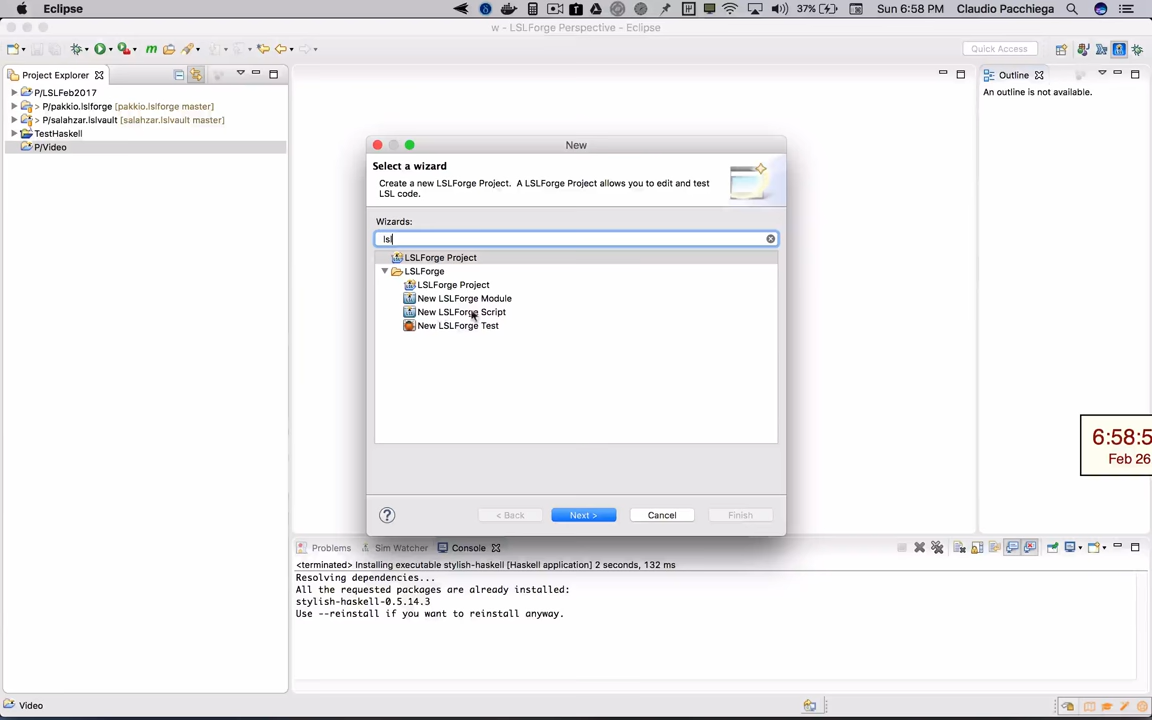 Eclipse
37%
Sun 6:58 PM
Claudio Pacchiega
w - LSLForge Perspective - Eclipse
Quick Access
Project Explorer
Outline
P/LSLFeb2017
An outline is not available.
> P/pakkio.lslforge [pakkio.lslforge master]
> P/salahzar.lslvault [salahzar.lslvault master]
TestHaskell
P/Video
New
Select a wizard
Create a new LSLForge Project. A LSLForge Project allows you to edit and test
LSL code.
Wizards:
lsl
LSLForge Project
LSLForge
LSLForge Project
New LSLForge Module
New LSLForge Script
New LSLForge Test
6:58:5
Feb 26
?
< Back
Next >
Cancel
Finish
Problems
Sim Watcher
Console
<terminated> Installing executable stylish-haskell [Haskell application] 2 seconds, 132 ms
Resolving dependencies...
All the requested packages are already installed:
stylish-haskell-0.5.14.3
Use --reinstall if you want to reinstall anyway.
Video